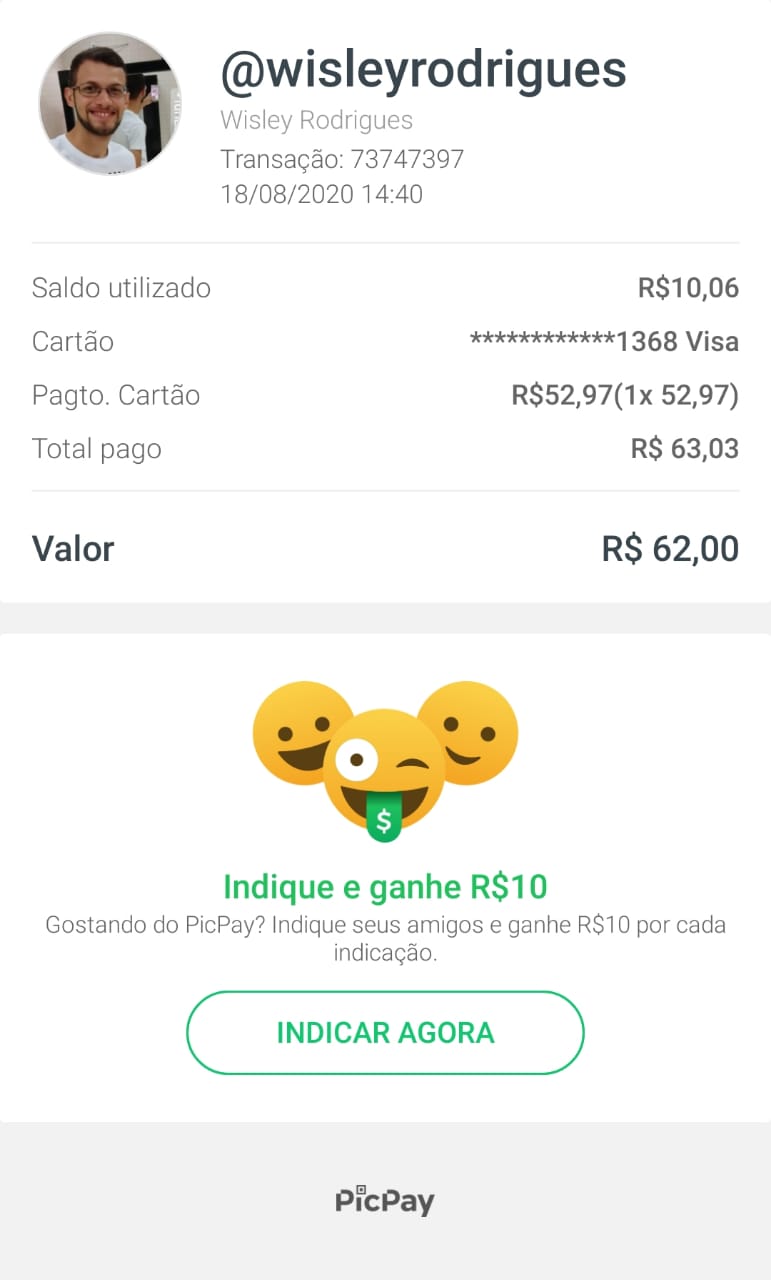 @wisleyrodrigues
Wisley Rodrigues
Transação: 73747397
18/08/2020 14:40
Saldo utilizado R$10,06
Cartão ************1368 Visa
Pagto. Cartão R$52,97(1x 52,97)
Total pago R$ 63,03
Valor R$ 62,00
$
Indique e ganhe R$10
Gostando do PicPay? Indique seus amigos e ganhe R$10 por cada
indicação.
INDICAR AGORA
PicPay